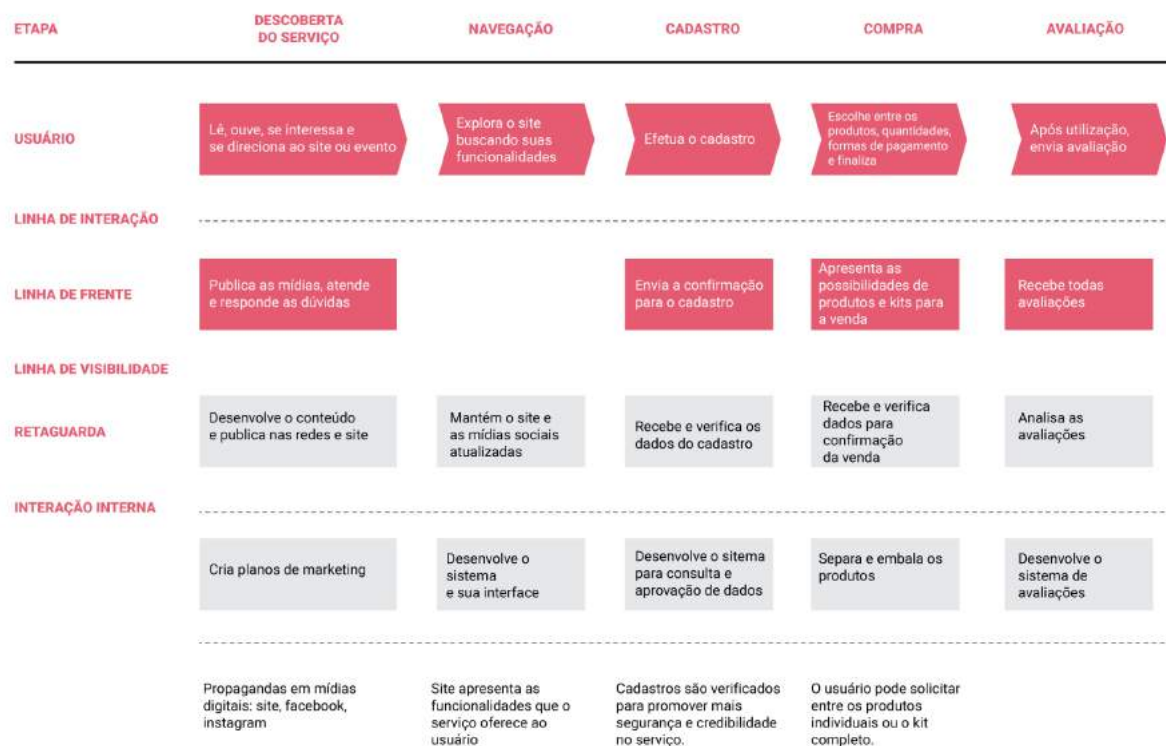 ETAPA
DESCOBERTA
DO SERVIÇO
NAVEGAÇÃO
CADASTRO
COMPRA
AVALIAÇÃO
USUÁRIO
Lê, ouve, se interessa e
se direciona ao site ou evento
Explora o site
buscando suas
funcionalidades
Efetua o cadastro
Escolhe entre os
produtos, quantidades,
formas de pagamento
e finaliza
Após utilização,
envia avaliação
LINHA DE INTERAÇÃO
LINHA DE FRENTE
Publica as mídias, atende
e responde as dúvidas
Envia a confirmação
para o cadastro
Apresenta as
possibilidades de
produtos e kits para
a venda
Recebe todas
avaliações
LINHA DE VISIBILIDADE
RETAGUARDA
Desenvolve o conteúdo
e publica nas redes e site
Mantém o site e
as mídias sociais
atualizadas
Recebe e verifica os
dados do cadastro
Recebe e verifica
dados para
confirmação
da venda
Analisa as
avaliações
INTERAÇÃO INTERNA
Cria planos de marketing
Desenvolve o
sistema
e sua interface
Desenvolve o sitema
para consulta e
aprovação de dados
Separa e embala os
produtos
Desenvolve o
sistema de
avaliações
Propagandas em mídias
digitais: site, facebook,
instagram
Site apresenta as
funcionalidades que o
serviço oferece ao
usuário
Cadastros são verificados
para promover mais
segurança e credibilidade
no serviço.
O usuário pode solicitar
entre os produtos
individuais ou o kit
completo.